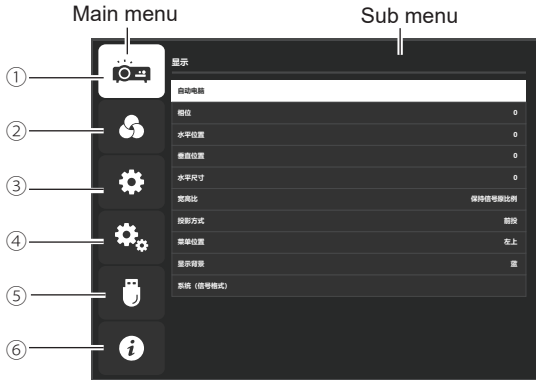 Main menu Sub menu
① 显示
自动电脑
相位 0
② 水平位置 0
垂直位置 0
③ 水平尺寸 0
宽高比 保持信号原比例
投影方式 前投
④ 菜单位置 左上
显示背景 蓝
⑤ 系统（信号格式）
⑥